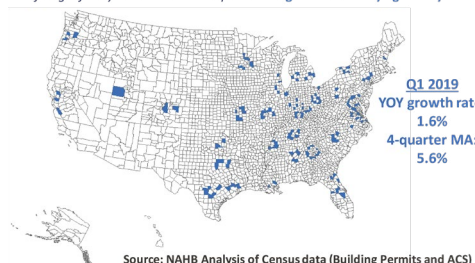 Q1 2019
YOY growth rat
1.6%
4-quarter MA:
5.6%
Source: NAHB Analysis of Census data (Building Permits and ACS)